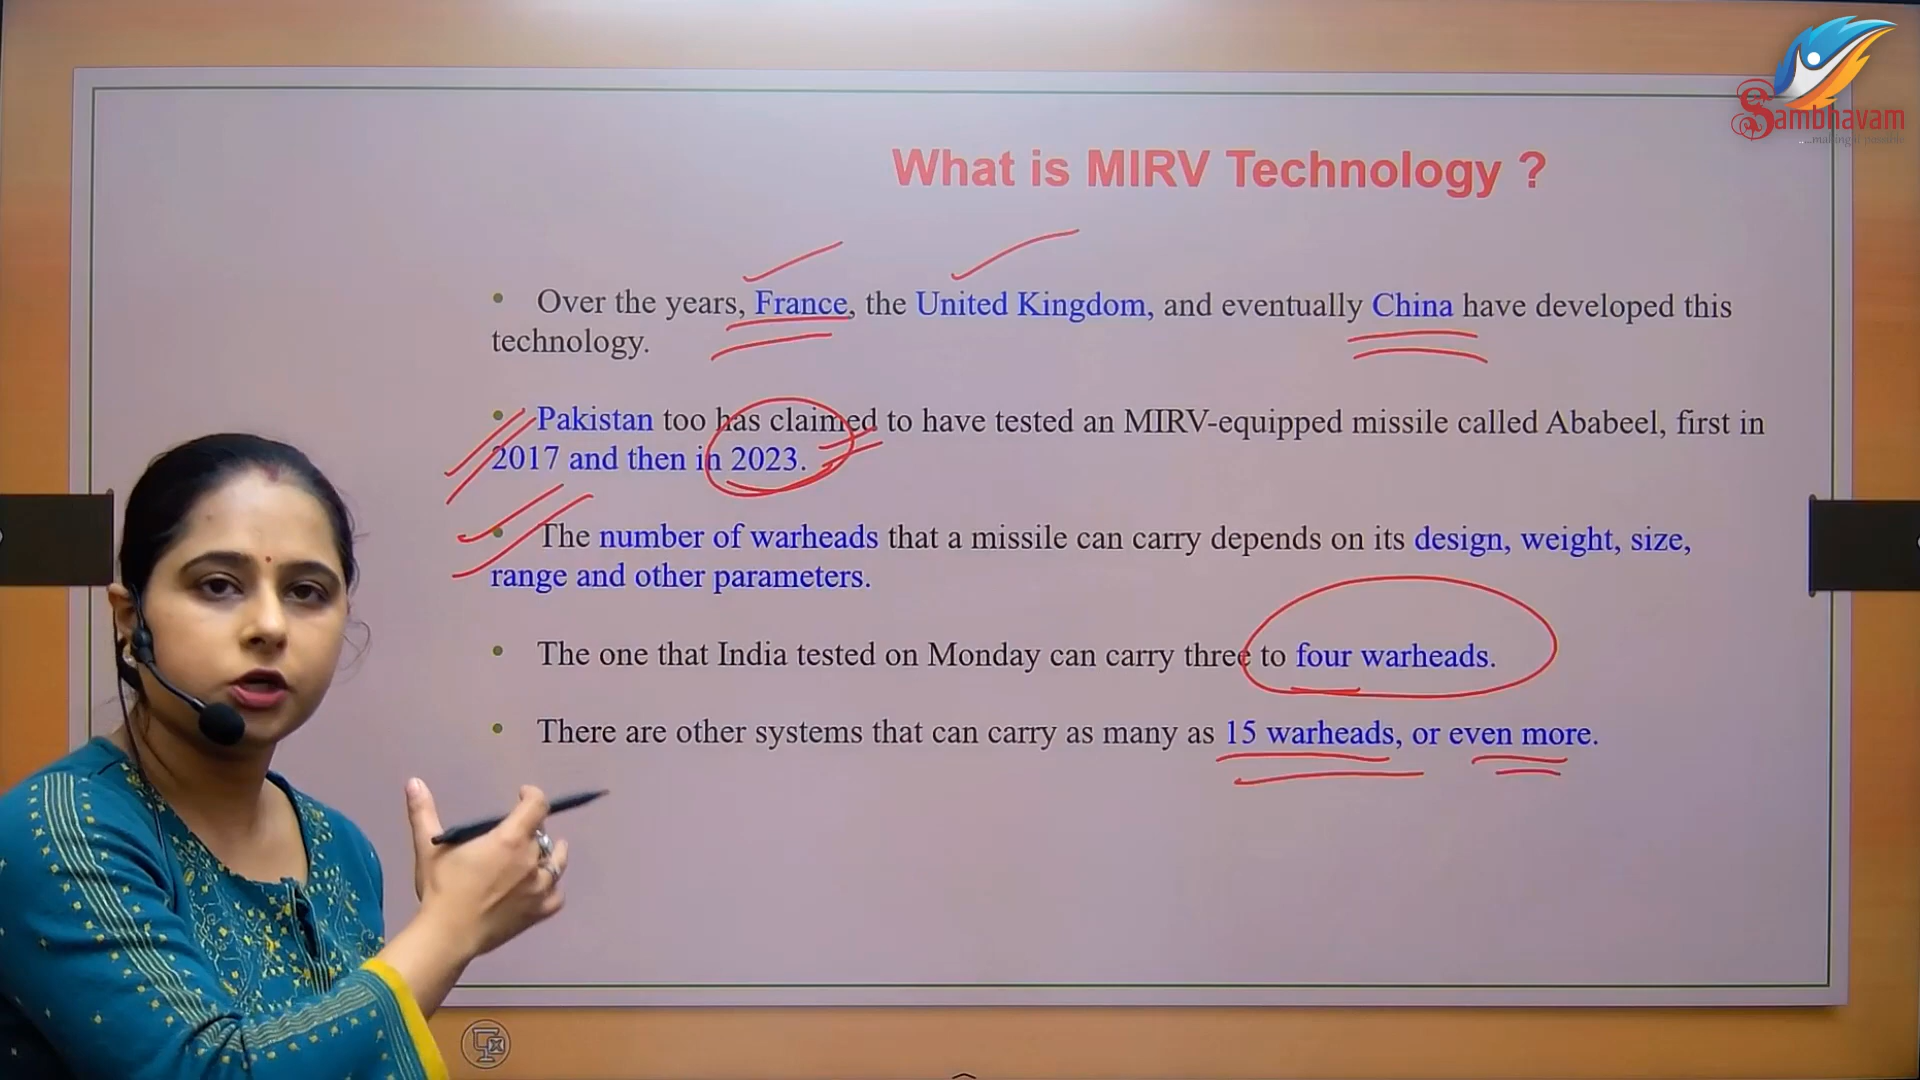 Sambhavam
...making it possible
What is MIRV Technology ?
• Over the years, France, the United Kingdom, and eventually China have developed this
technology.
• Pakistan too has claimed to have tested an MIRV-equipped missile called Ababeel, first in
2017 and then in 2023.
• The number of warheads that a missile can carry depends on its design, weight, size,
range and other parameters.
• The one that India tested on Monday can carry three to four warheads.
• There are other systems that can carry as many as 15 warheads, or even more.